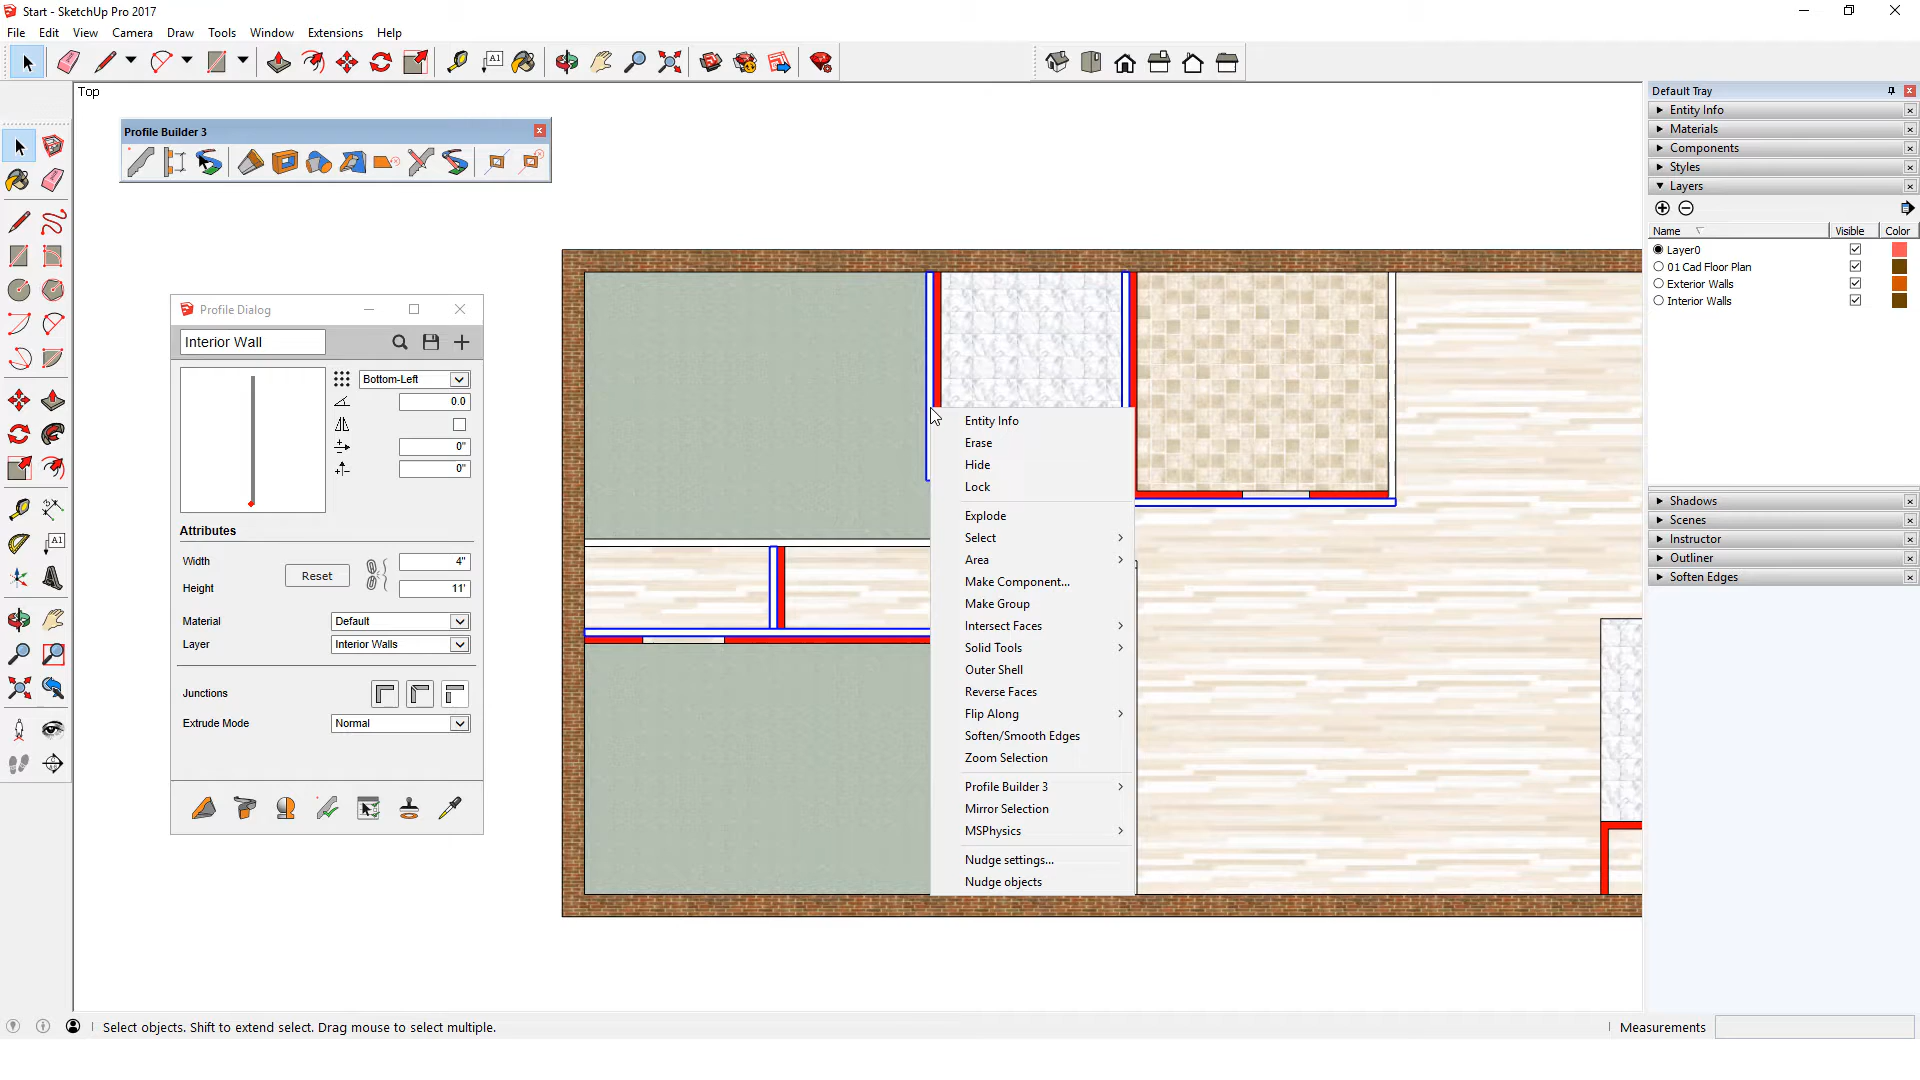 Start - SketchUp Pro 2017
File Edit View Camera Draw Tools Window Extensions Help
A1
Top
Profile Builder 3
Profile Dialog
Interior Wall
Bottom-Left
0.0
0"
0"
Attributes
Width 4"
Reset
Height 11'
Material Default
Layer Interior Walls
Junctions
Extrude Mode Normal
A1
Entity Info
Erase
Hide
Lock
Explode
Select
Area
Make Component...
Make Group
Intersect Faces
Solid Tools
Outer Shell
Reverse Faces
Flip Along
Soften/Smooth Edges
Zoom Selection
Profile Builder 3
Mirror Selection
MSPhysics
Nudge settings...
Nudge objects
Default Tray
Entity Info
Materials
Components
Styles
Layers
Name Visible Color
Layer0
01 Cad Floor Plan
Exterior Walls
Interior Walls
Shadows
Scenes
Instructor
Outliner
Soften Edges
Select objects. Shift to extend select. Drag mouse to select multiple.
Measurements